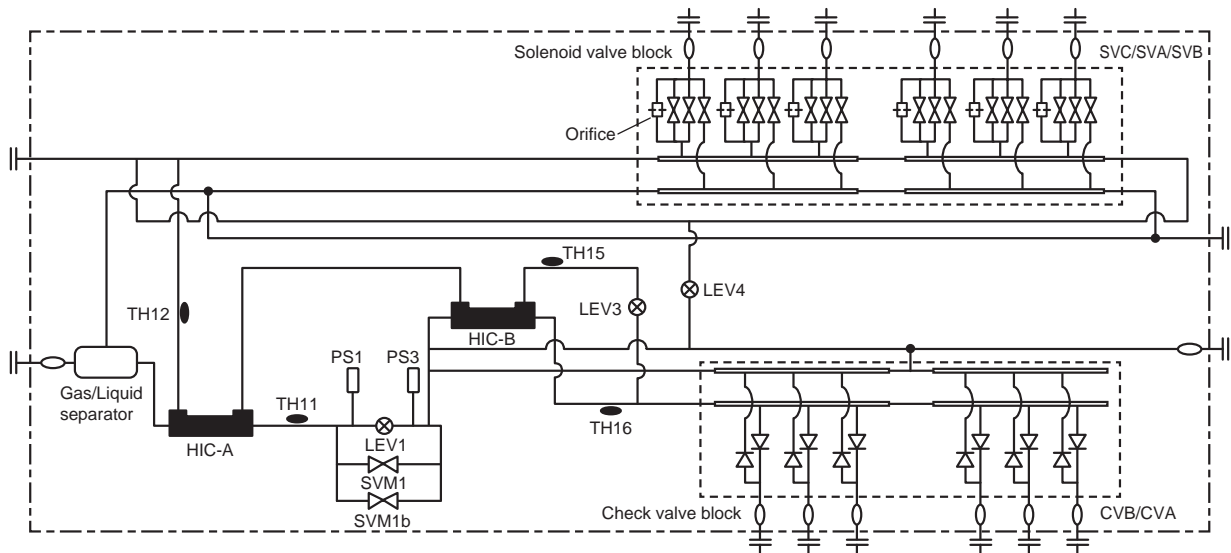 Solenoid valve block
SVC/SVA/SVB
Orifice
TH15
TH12
LEV3
LEV4
HIC-B
PS1
PS3
Gas/Liquid
separator
TH11
HIC-A
LEV1
SVM1
SVM1b
TH16
Check valve block
CVB/CVA